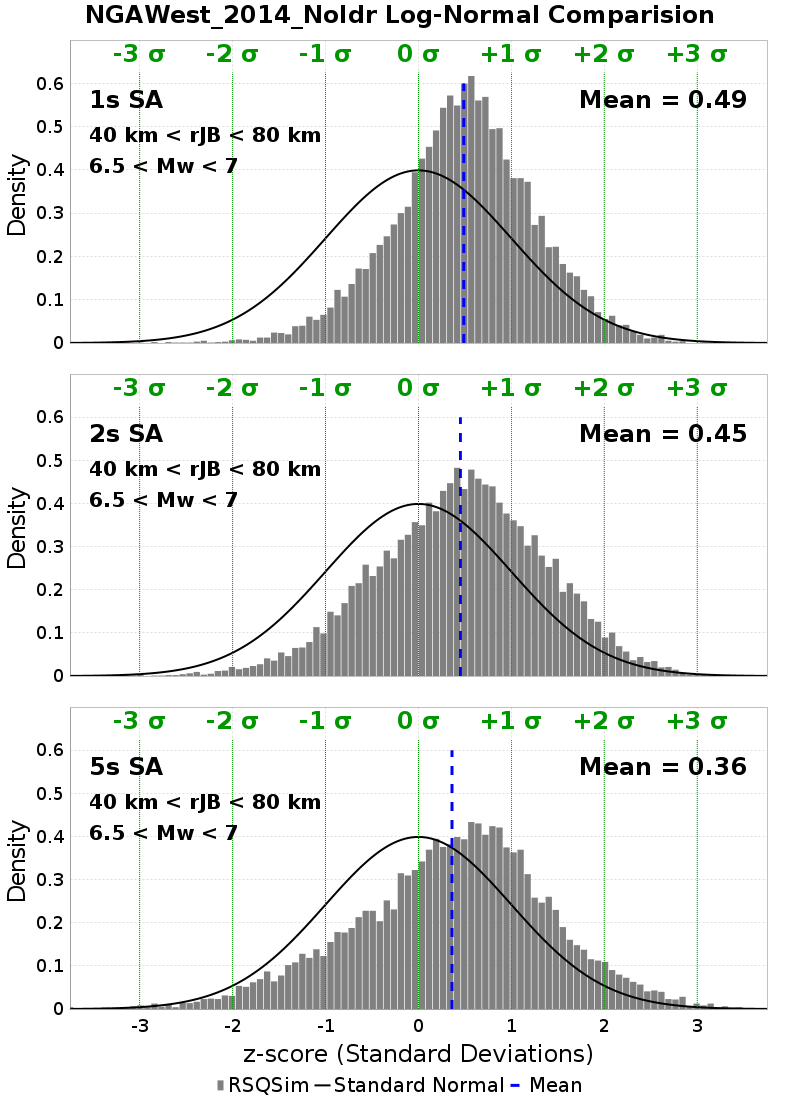 NGAWest_2014_NoIdr Log-Normal Comparision
-3 σ -2 σ -1 σ 0 σ +1 σ +2 σ +3 σ
1s SA Mean = 0.49
40 km < rJB < 80 km
6.5 < Mw < 7
Density
0.6
0.5
0.4
0.3
0.2
0.1
0
-3 σ -2 σ -1 σ 0 σ +1 σ +2 σ +3 σ
2s SA Mean = 0.45
40 km < rJB < 80 km
6.5 < Mw < 7
Density
0.6
0.5
0.4
0.3
0.2
0.1
0
-3 σ -2 σ -1 σ 0 σ +1 σ +2 σ +3 σ
5s SA Mean = 0.36
40 km < rJB < 80 km
6.5 < Mw < 7
Density
0.6
0.5
0.4
0.3
0.2
0.1
0
-3 -2 -1 0 1 2 3
z-score (Standard Deviations)
RSQSim Standard Normal Mean